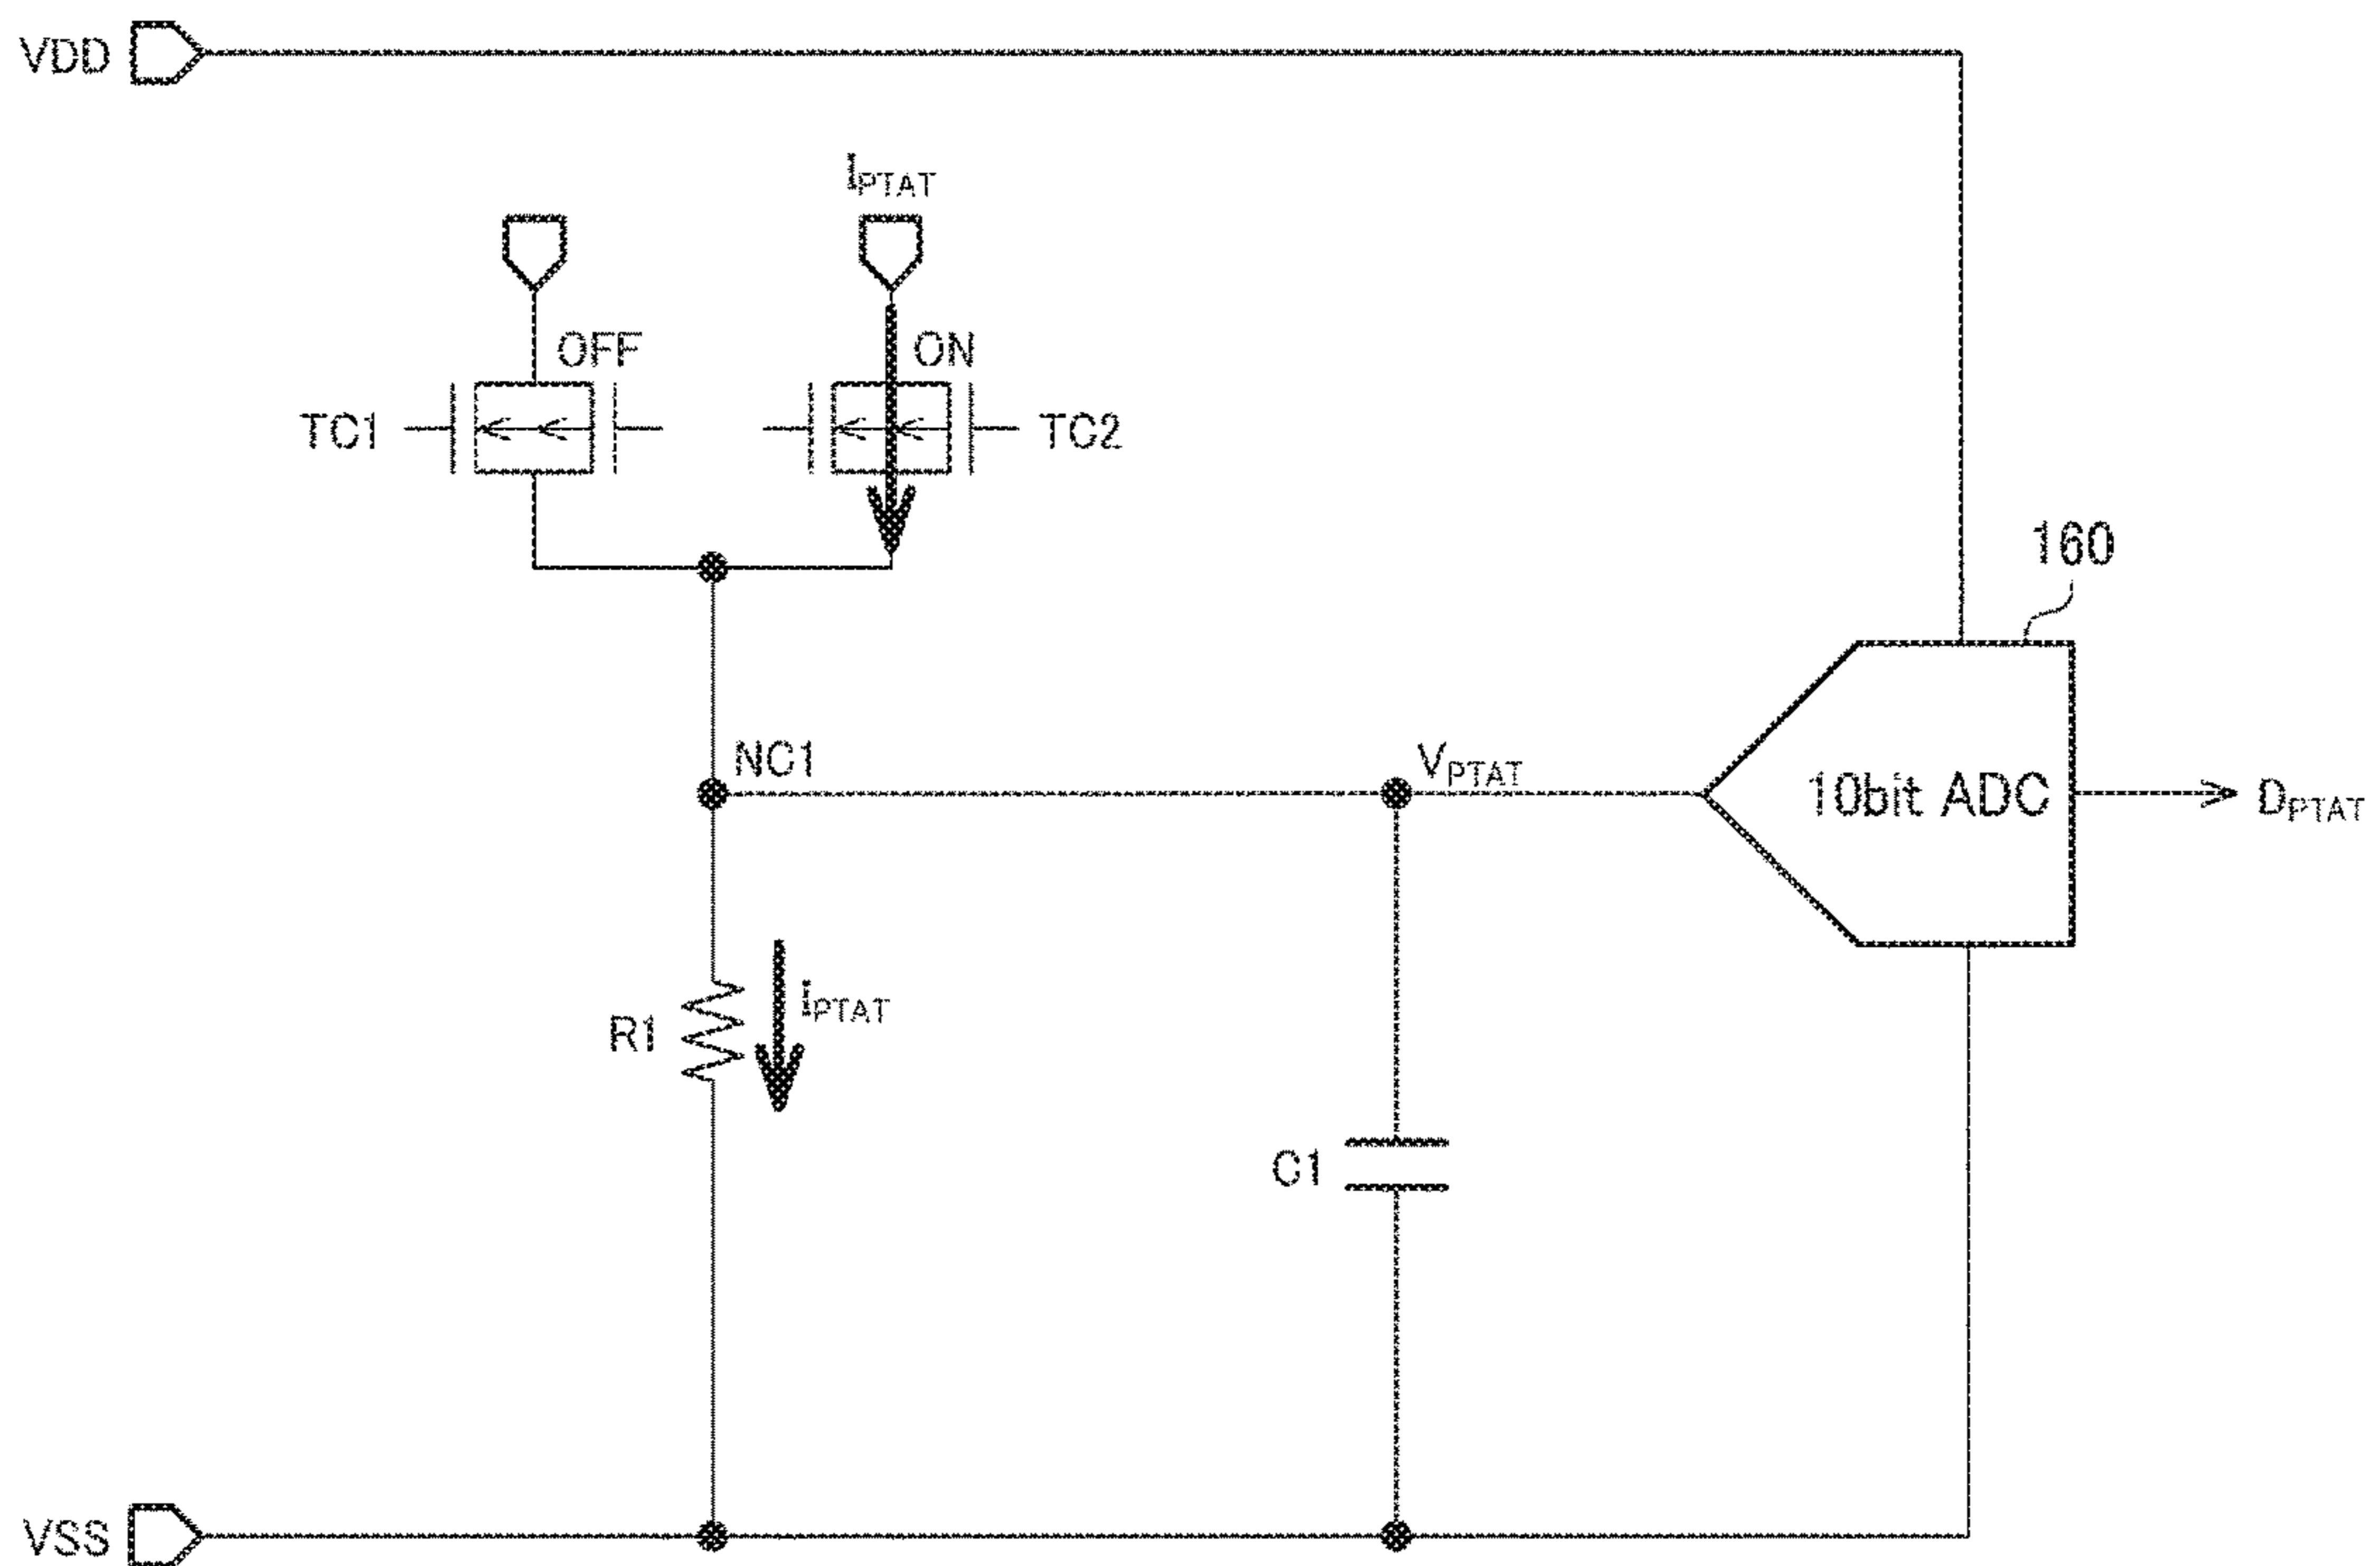 VDD
IPTAT
OFF
ON
TC1
TC2
160
NC1
VPTAT
10bit ADC
DPTAT
R1
IPTAT
C1
VSS